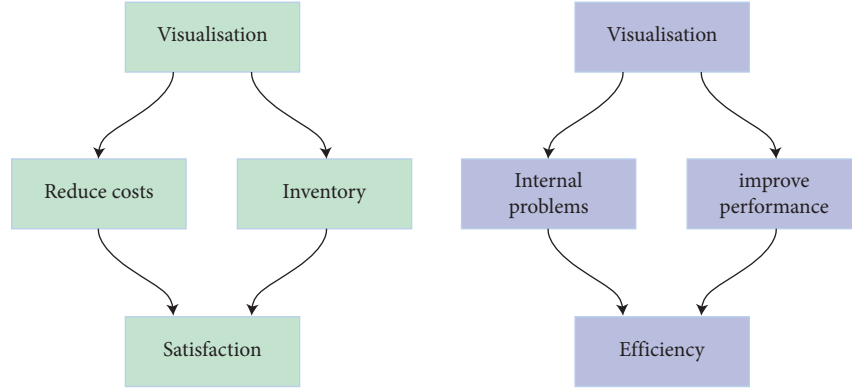 Visualisation
Reduce costs
Inventory
Satisfaction
Visualisation
Internal
problems
improve
performance
Efficiency